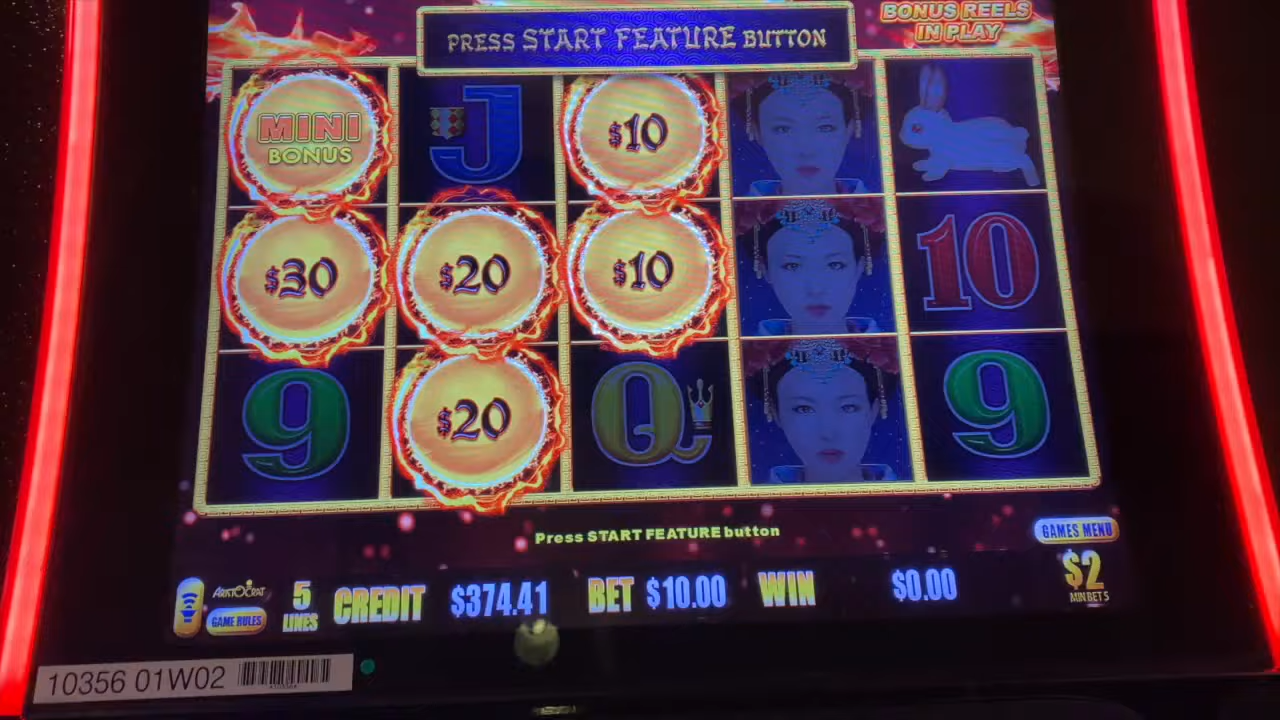 PRESS START FEATURE BUTTON
BONUS REELS
IN PLAY
MINI
BONUS
J
$10
$30
$20
$10
10
9
$20
Q
9
Press START FEATURE button
GAMES MENU
ARISTOCRAT
GAME RULES
5
LINES
CREDIT $374.41
BET $10.00
WIN $0.00
$2
MIN BET 5
10356 01W02